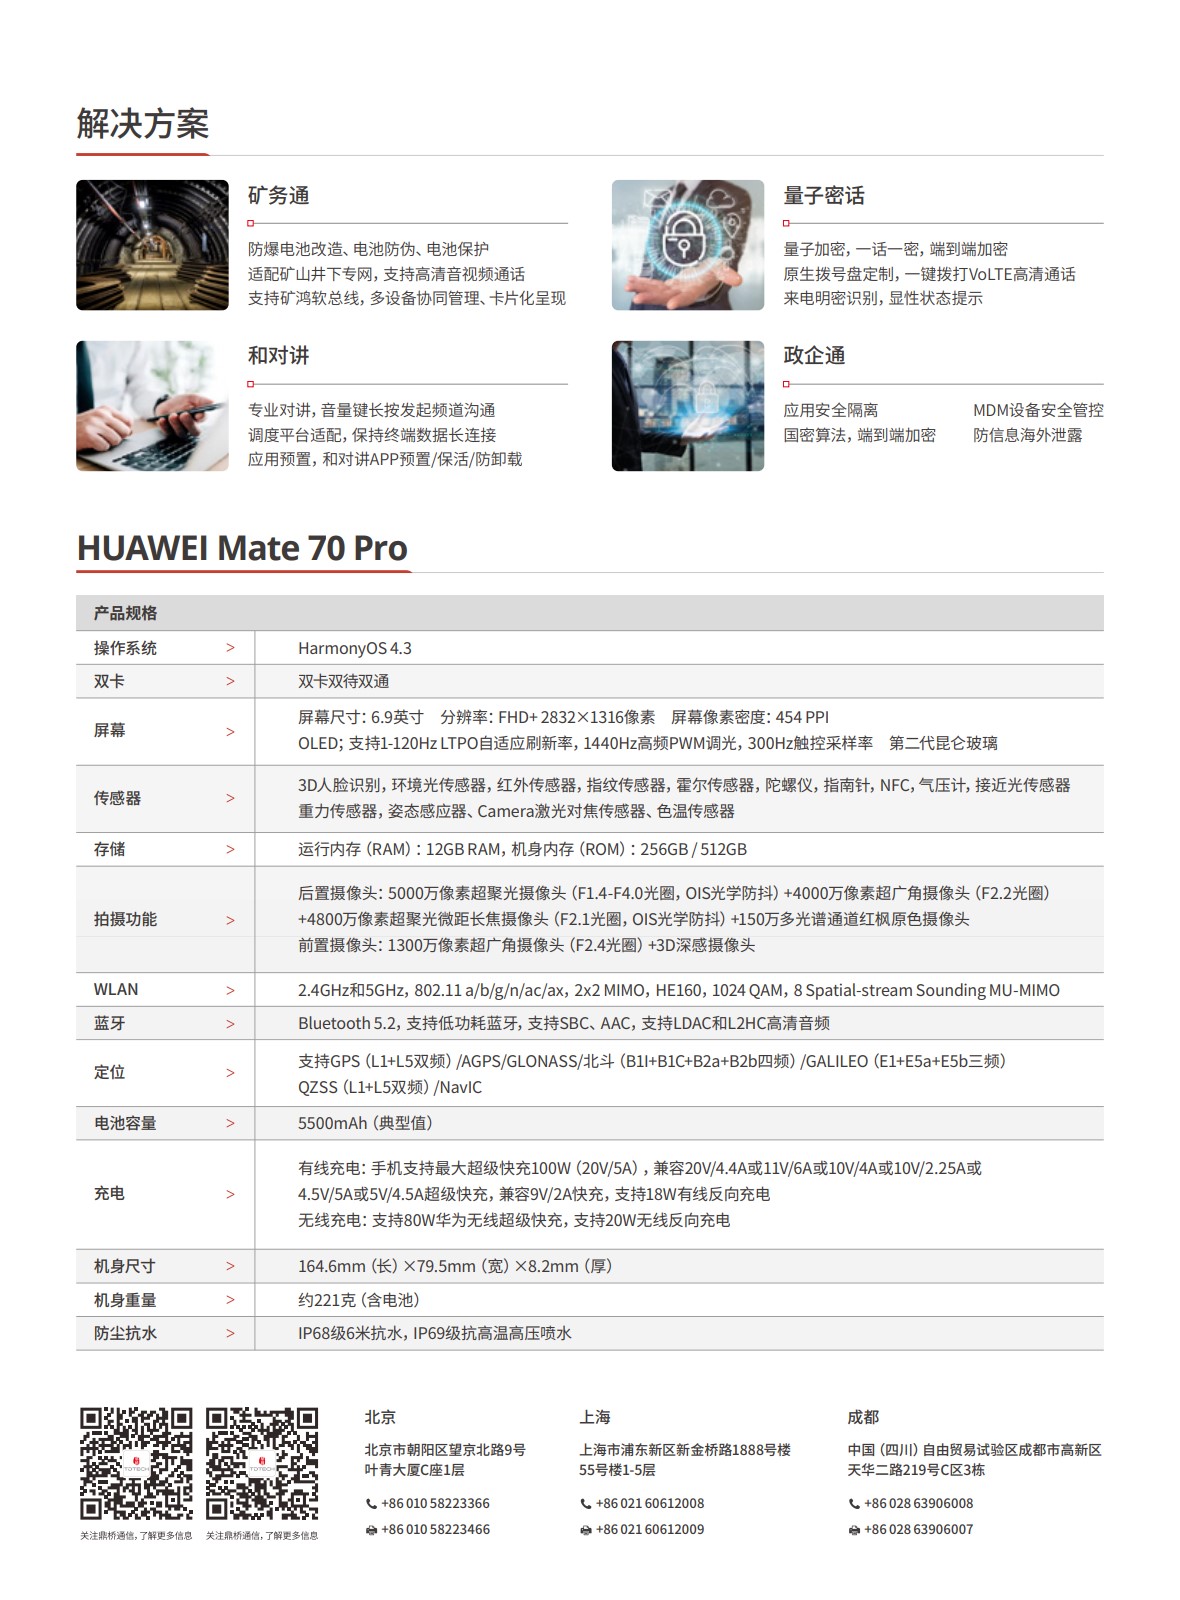 解决方案
矿务通
防爆电池改造、电池防伪、电池保护
适配矿山井下专网，支持高清音视频通话
支持矿鸿软总线，多设备协同管理、卡片化呈现
量子密话
量子加密，一话一密，端到端加密
原生拨号盘定制，一键拨打VoLTE高清通话
来电明密识别，显性状态提示
和对讲
专业对讲，音量键长按发起频道沟通
调度平台适配，保持终端数据长连接
应用预置，和对讲APP预置/保活/防卸载
政企通
应用安全隔离 MDM设备安全管控
国密算法，端到端加密 防信息海外泄露
HUAWEI Mate 70 Pro
产品规格
操作系统 > HarmonyOS 4.3
双卡 > 双卡双待双通
屏幕 > 屏幕尺寸：6.9英寸 分辨率：FHD+ 2832×1316像素 屏幕像素密度：454 PPI
OLED；支持1-120Hz LTPO自适应刷新率，1440Hz高频PWM调光，300Hz触控采样率 第二代昆仑玻璃
传感器 > 3D人脸识别，环境光传感器，红外传感器，指纹传感器，霍尔传感器，陀螺仪，指南针，NFC，气压计，接近光传感器
重力传感器，姿态感应器、Camera激光对焦传感器、色温传感器
存储 > 运行内存（RAM）：12GB RAM，机身内存（ROM）：256GB / 512GB
拍摄功能 > 后置摄像头：5000万像素超聚光摄像头（F1.4-F4.0光圈，OIS光学防抖）+4000万像素超广角摄像头（F2.2光圈）
+4800万像素超聚光微距长焦摄像头（F2.1光圈，OIS光学防抖）+150万多光谱通道红枫原色摄像头
前置摄像头：1300万像素超广角摄像头（F2.4光圈）+3D深感摄像头
WLAN > 2.4GHz和5GHz，802.11 a/b/g/n/ac/ax，2x2 MIMO，HE160，1024 QAM，8 Spatial-stream Sounding MU-MIMO
蓝牙 > Bluetooth 5.2，支持低功耗蓝牙，支持SBC、AAC，支持LDAC和L2HC高清音频
定位 > 支持GPS（L1+L5双频）/AGPS/GLONASS/北斗（B1I+B1C+B2a+B2b四频）/GALILEO（E1+E5a+E5b三频）
QZSS（L1+L5双频）/NavIC
电池容量 > 5500mAh（典型值）
充电 > 有线充电：手机支持最大超级快充100W（20V/5A），兼容20V/4.4A或11V/6A或10V/4A或10V/2.25A或
4.5V/5A或5V/4.5A超级快充，兼容9V/2A快充，支持18W有线反向充电
无线充电：支持80W华为无线超级快充，支持20W无线反向充电
机身尺寸 > 164.6mm（长）×79.5mm（宽）×8.2mm（厚）
机身重量 > 约221克（含电池）
防尘抗水 > IP68级6米抗水，IP69级抗高温高压喷水
TD TECH
关注鼎桥通信，了解更多信息
TD TECH
关注鼎桥通信，了解更多信息
北京
北京市朝阳区望京北路9号
叶青大厦C座1层
+86 010 58223366
+86 010 58223466
上海
上海市浦东新区新金桥路1888号楼
55号楼1-5层
+86 021 60612008
+86 021 60612009
成都
中国（四川）自由贸易试验区成都市高新区
天华二路219号C区3栋
+86 028 63906008
+86 028 63906007